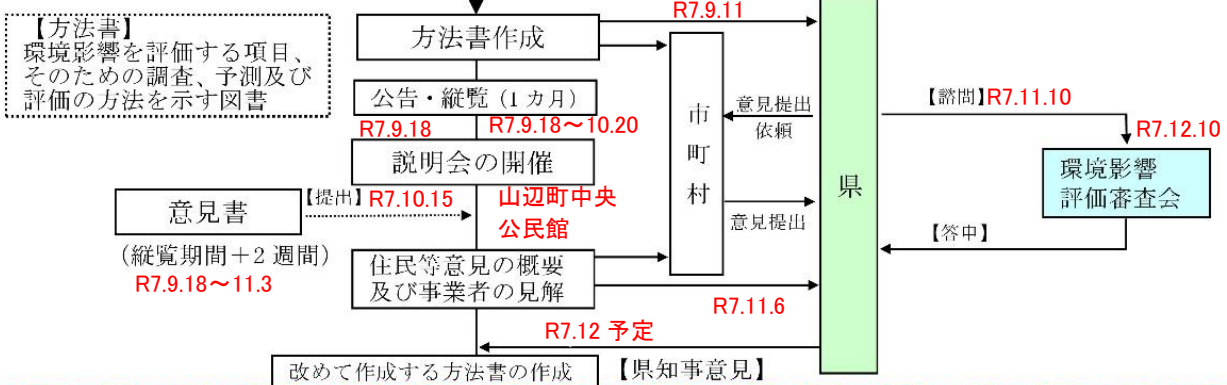 【方法書】
環境影響を評価する項目、
そのための調査、予測及び
評価の方法を示す図書
方法書作成
R7.9.11
公告・縦覧(1カ月)
R7.9.18
R7.9.18～10.20
説明会の開催
【提出】R7.10.15
山辺町中央
公民館
意見書
(縦覧期間+2週間)
R7.9.18～11.3
住民等意見の概要
及び事業者の見解
R7.11.6
R7.12 予定
改めて作成する方法書の作成
【県知事意見】
市
町
村
意見提出
依頼
意見提出
県
【諮問】R7.11.10
R7.12.10
環境影響
評価審査会
【答申】